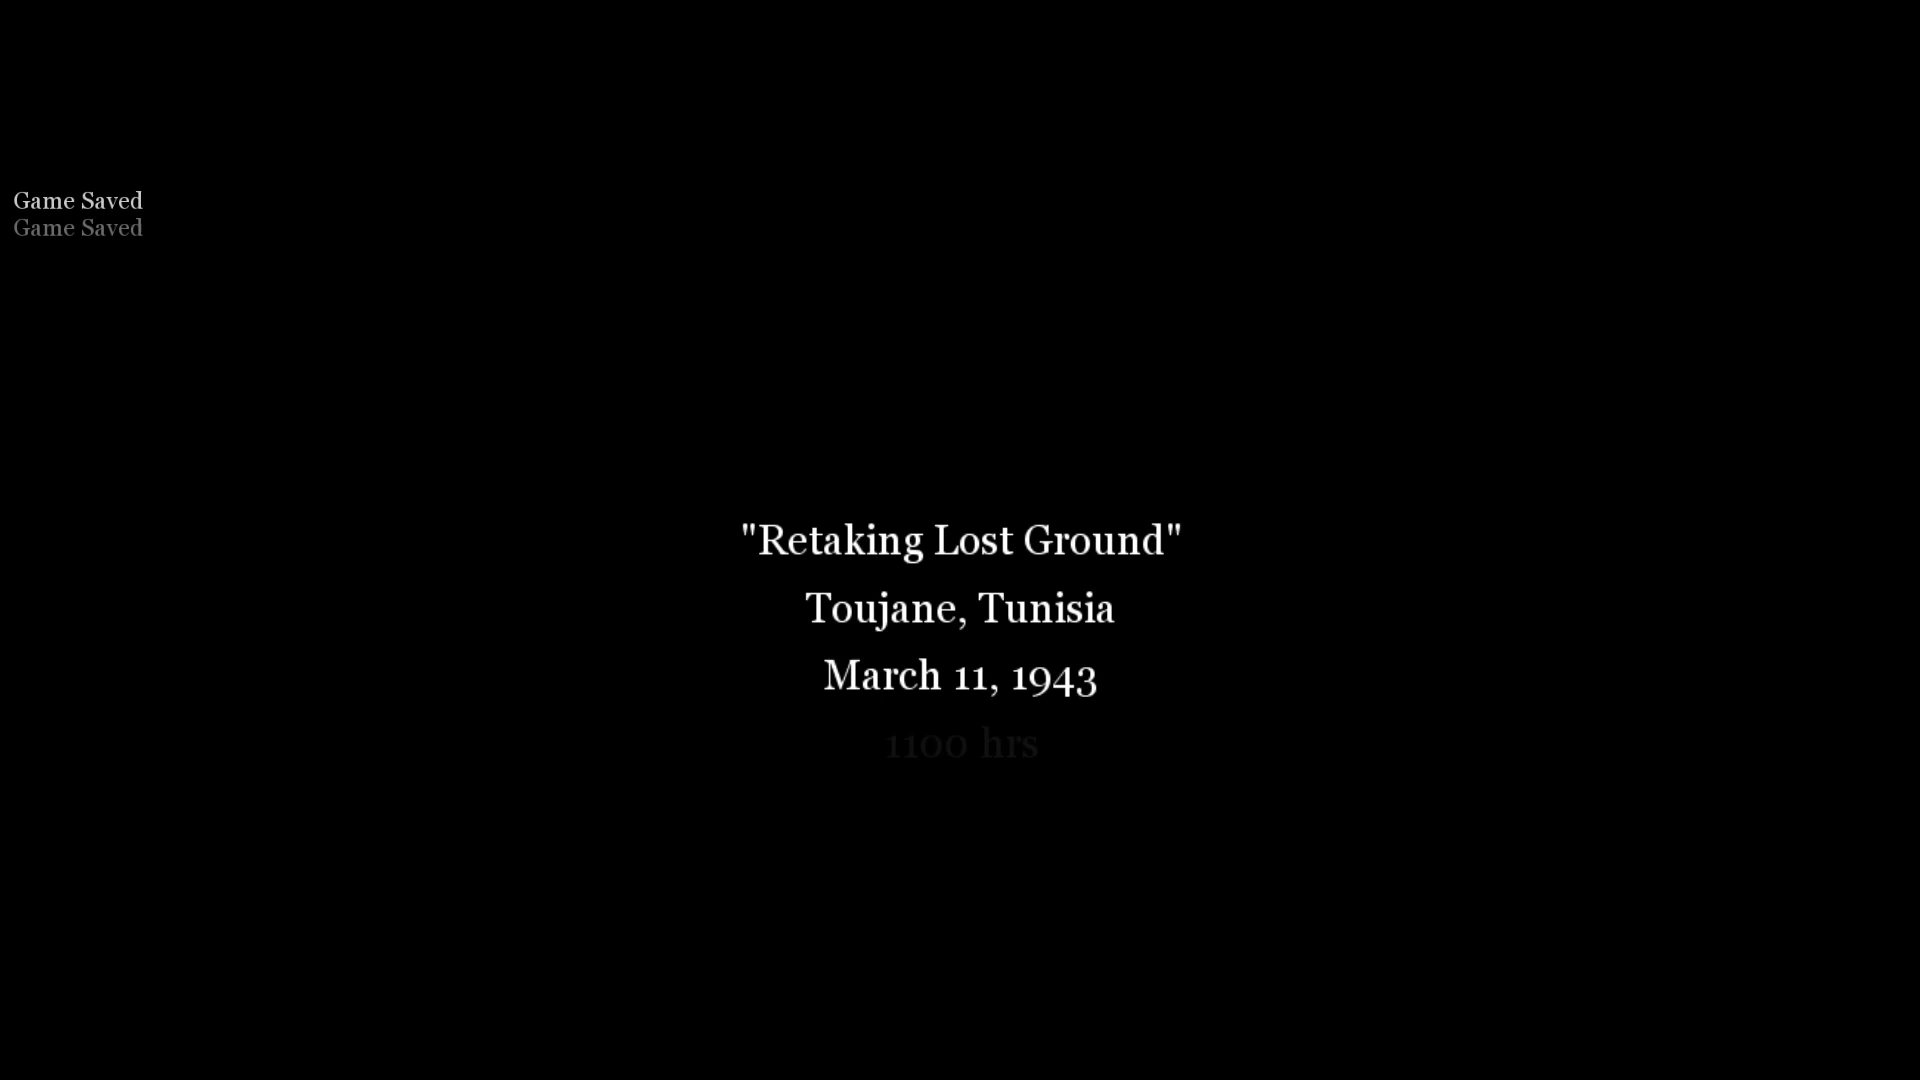 Game Saved
Game Saved
"Retaking Lost Ground"
Toujane, Tunisia
March 11, 1943
1100 hrs